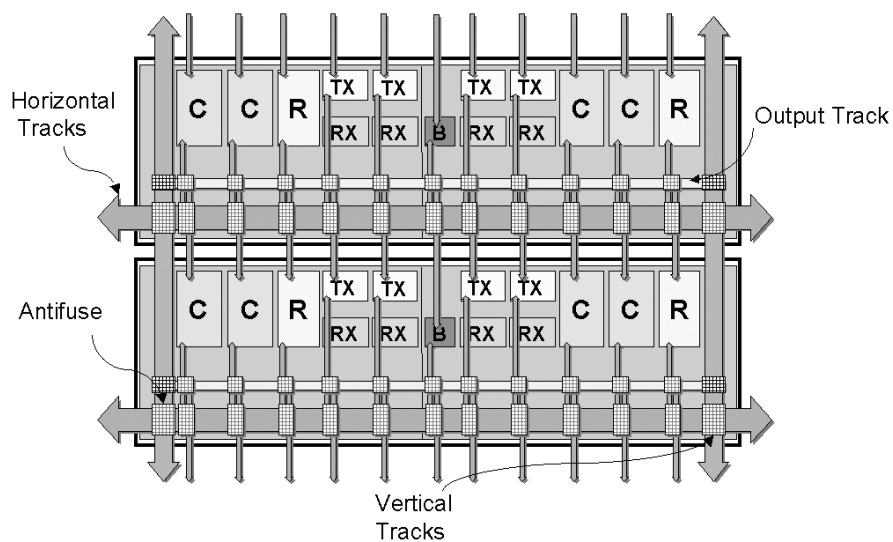 TX TX TX TX
C C R C C R
Horizontal
Tracks
Output Track
RX RX B RX RX
TX TX TX TX
C C R C C R
Antifuse
RX RX B RX RX
Vertical
Tracks